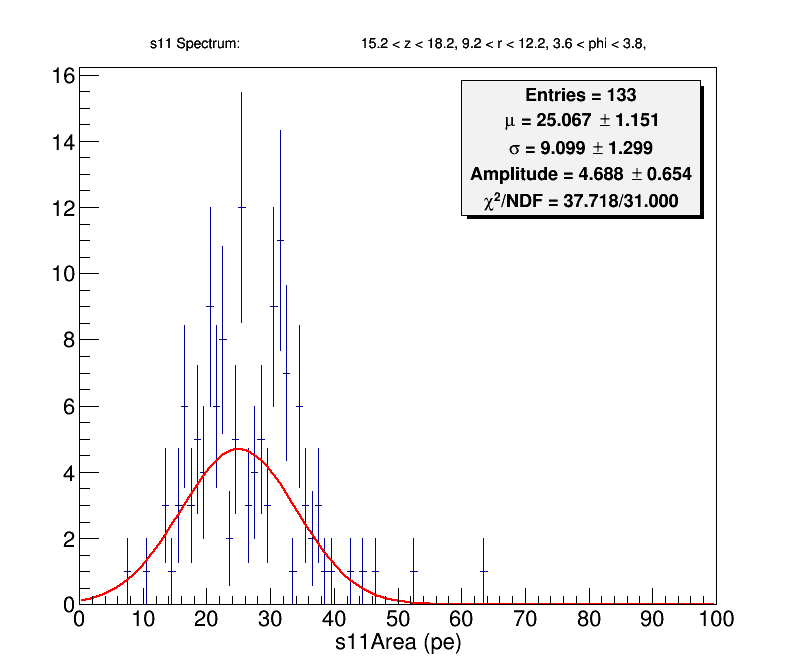 s11 Spectrum: 15.2 < z < 18.2, 9.2 < r < 12.2, 3.6 < phi < 3.8,
Entries = 133
μ = 25.067 ± 1.151
σ = 9.099 ± 1.299
Amplitude = 4.688 ± 0.654
χ²/NDF = 37.718/31.000
16
14
12
10
8
6
4
2
0
0 10 20 30 40 50 60 70 80 90 100
s11Area (pe)